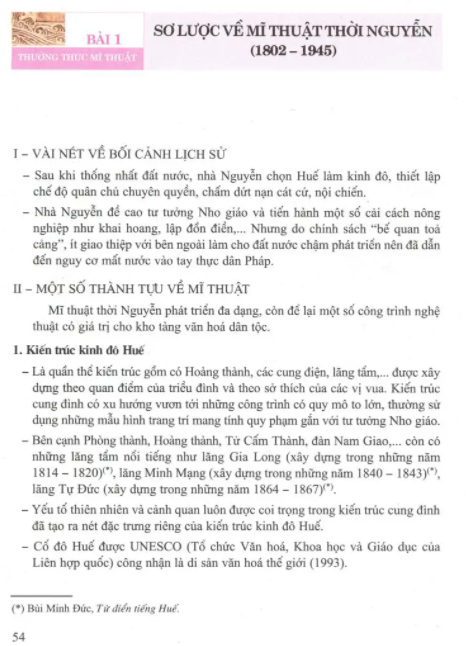 BÀI 1
THƯỜNG THỨC MĨ THUẬT
SƠ LƯỢC VỀ MĨ THUẬT THỜI NGUYỄN
(1802 – 1945)
I – VÀI NÉT VỀ BỐI CẢNH LỊCH SỬ
– Sau khi thống nhất đất nước, nhà Nguyễn chọn Huế làm kinh đô, thiết lập
chế độ quân chủ chuyên quyền, chấm dứt nạn cát cứ, nội chiến.
– Nhà Nguyễn đề cao tư tưởng Nho giáo và tiến hành một số cải cách nông
nghiệp như khai hoang, lập đồn điền,... Nhưng do chính sách “bế quan toả
cảng”, ít giao thiệp với bên ngoài làm cho đất nước chậm phát triển nên đã dẫn
đến nguy cơ mất nước vào tay thực dân Pháp.
II – MỘT SỐ THÀNH TỰU VỀ MĨ THUẬT
Mĩ thuật thời Nguyễn phát triển đa dạng, còn để lại một số công trình nghệ
thuật có giá trị cho kho tàng văn hoá dân tộc.
1. Kiến trúc kinh đô Huế
– Là quần thể kiến trúc gồm có Hoàng thành, các cung điện, lăng tẩm,... được xây
dựng theo quan điểm của triều đình và theo sở thích của các vị vua. Kiến trúc
cung đình có xu hướng vươn tới những công trình có quy mô to lớn, thường sử
dụng những mẫu hình trang trí mang tính quy phạm gắn với tư tưởng Nho giáo.
– Bên cạnh Phòng thành, Hoàng thành, Tử Cấm Thành, đàn Nam Giao,... còn có
những lăng tẩm nổi tiếng như lăng Gia Long (xây dựng trong những năm
1814 – 1820)(*), lăng Minh Mạng (xây dựng trong những năm 1840 – 1843)(*),
lăng Tự Đức (xây dựng trong những năm 1864 – 1867)(*).
– Yếu tố thiên nhiên và cảnh quan luôn được coi trọng trong kiến trúc cung đình
đã tạo ra nét đặc trưng riêng của kiến trúc kinh đô Huế.
– Cố đô Huế được UNESCO (Tổ chức Văn hoá, Khoa học và Giáo dục của
Liên hợp quốc) công nhận là di sản văn hoá thế giới (1993).
(*) Bùi Minh Đức, Từ điển tiếng Huế.
54